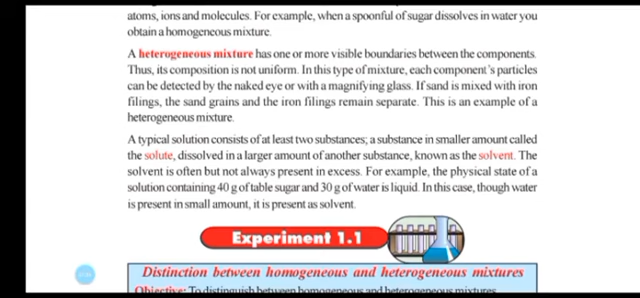 atoms, ions and molecules. For example, when a spoonful of sugar dissolves in water you
obtain a homogeneous mixture.
A heterogeneous mixture has one or more visible boundaries between the components.
Thus, its composition is not uniform. In this type of mixture, each component's particles
can be detected by the naked eye or with a magnifying glass. If sand is mixed with iron
filings, the sand grains and the iron filings remain separate. This is an example of a
heterogeneous mixture.
A typical solution consists of at least two substances; a substance in smaller amount called
the solute, dissolved in a larger amount of another substance, known as the solvent. The
solvent is often but not always present in excess. For example, the physical state of a
solution containing 40 g of table sugar and 30 g of water is liquid. In this case, though water
is present in small amount, it is present as solvent.
Experiment 1.1
Distinction between homogeneous and heterogeneous mixtures
Objective: To distinguish between homogeneous and heterogeneous mixtures